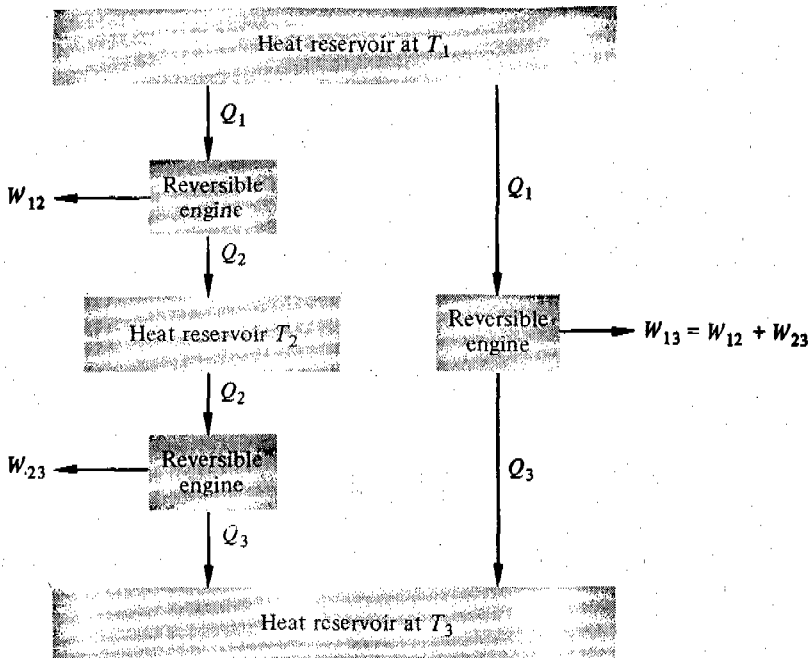 Heat reservoir at T₁
Q₁
Reversible
engine
W₁₂
Q₁
Q₂
Heat reservoir T₂
Reversible
engine
W₁₃ = W₁₂ + W₂₃
Q₂
Reversible
engine
W₂₃
Q₃
Q₃
Heat reservoir at T₃